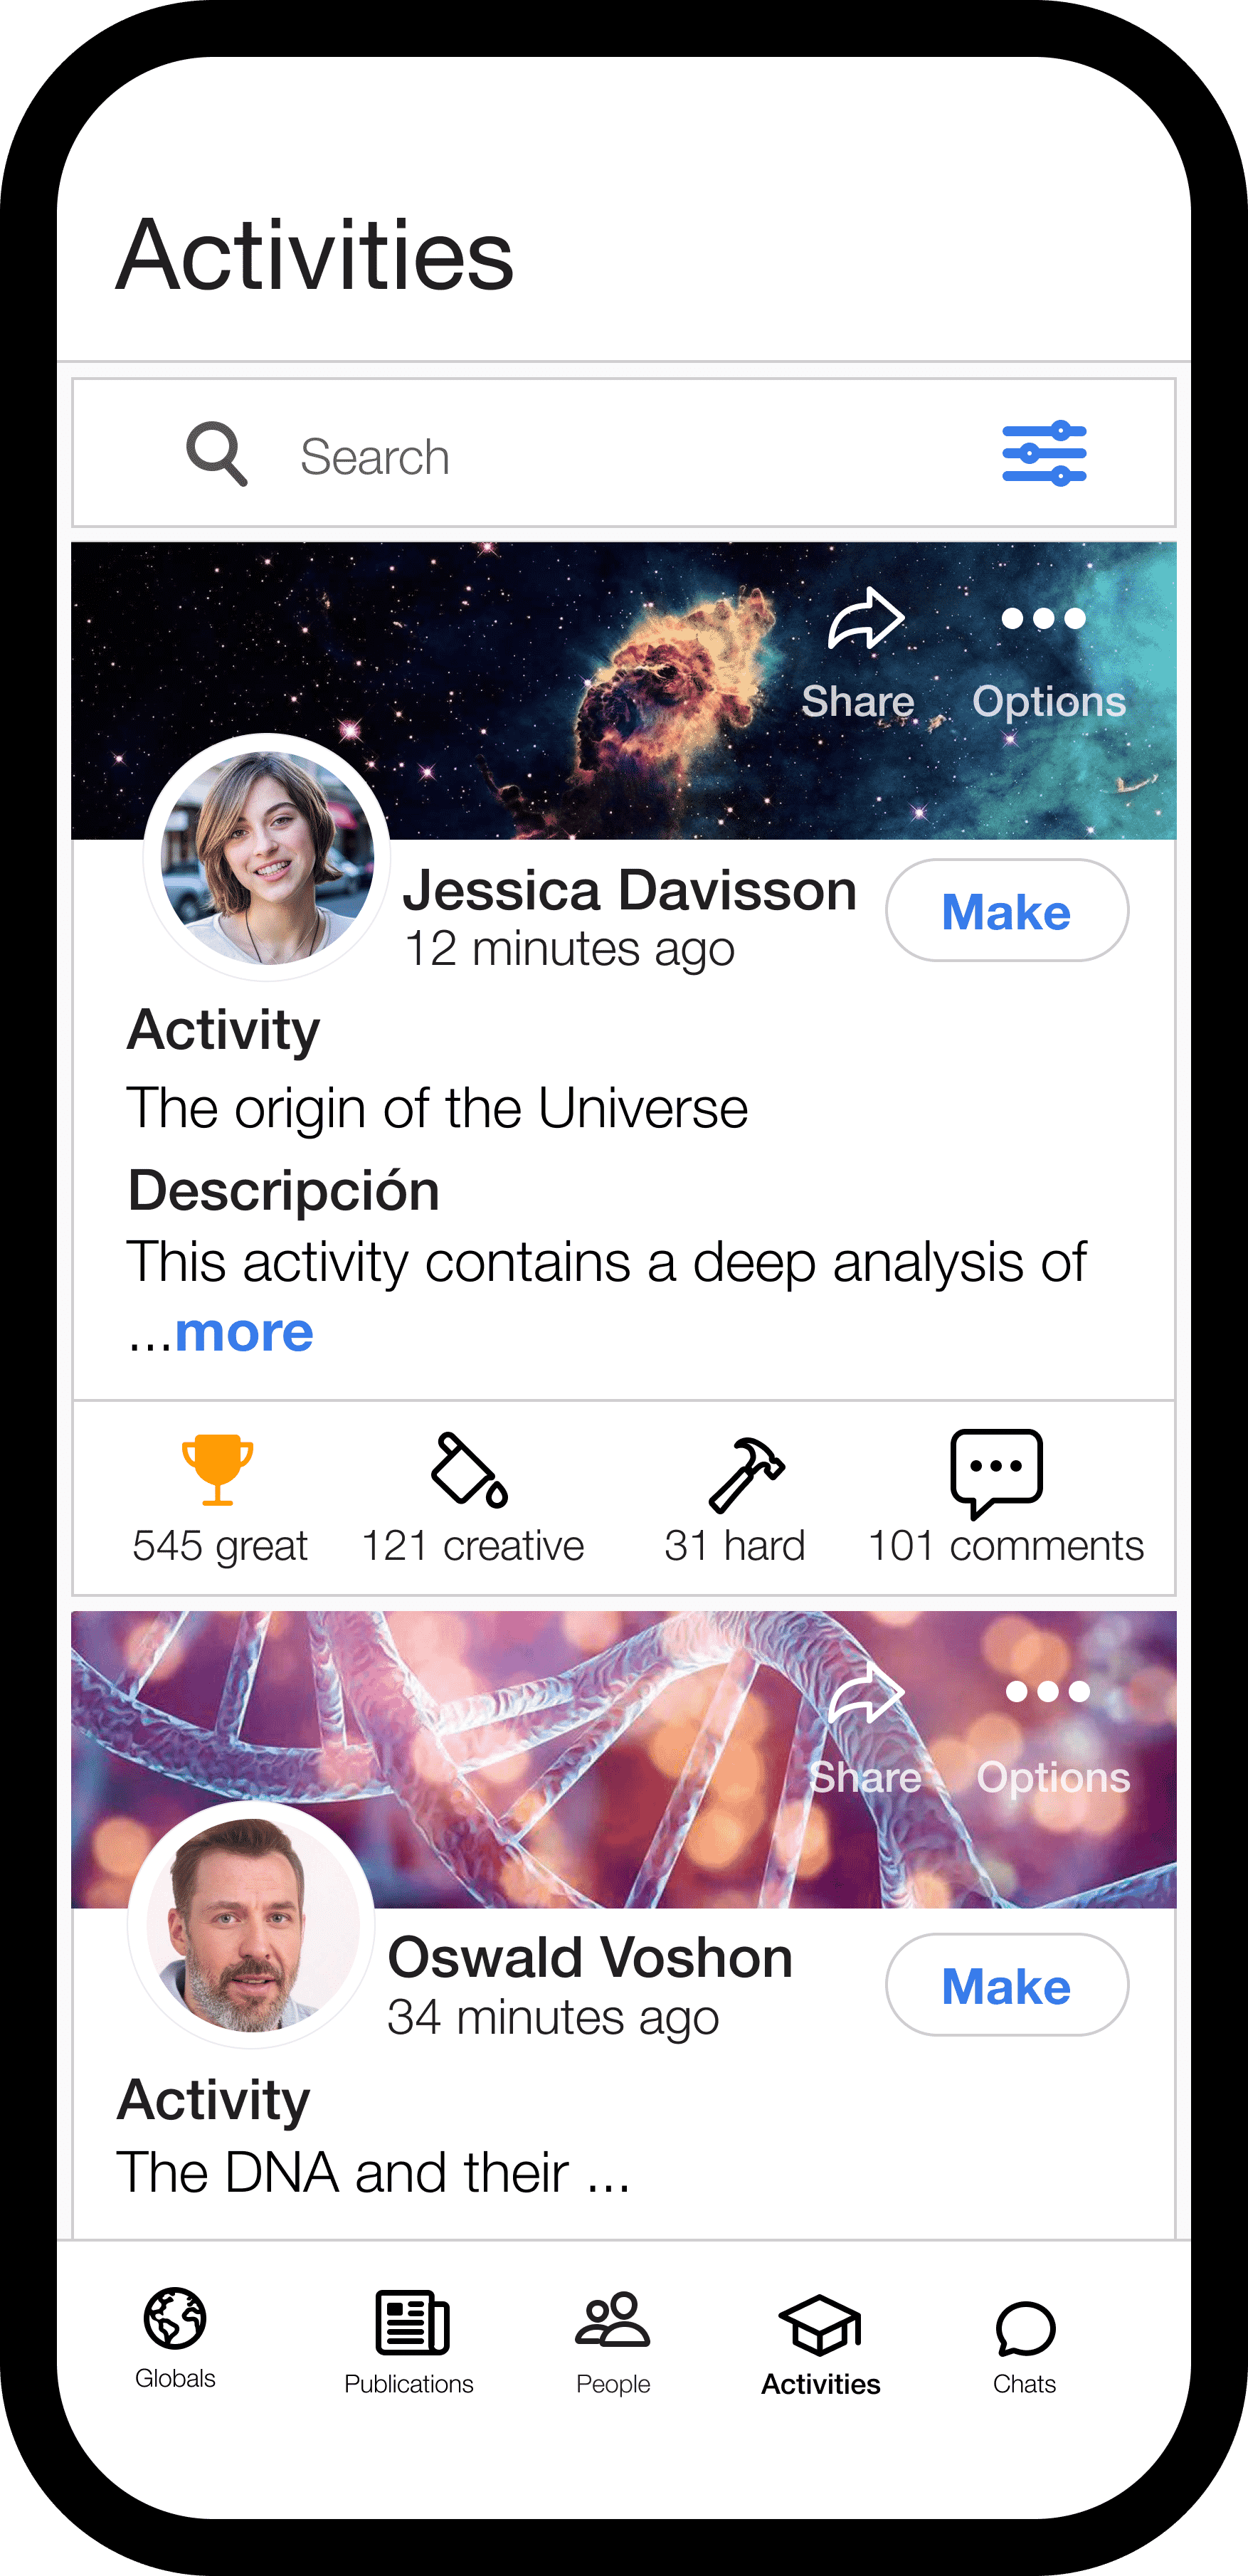 Activities
Search
Share Options
Jessica Davisson
Make
12 minutes ago
Activity
The origin of the Universe
Descripción
This activity contains a deep analysis of
...more
545 great 121 creative 31 hard 101 comments
Share Options
Oswald Voshon
Make
34 minutes ago
Activity
The DNA and their ...
Globals Publications People Activities Chats